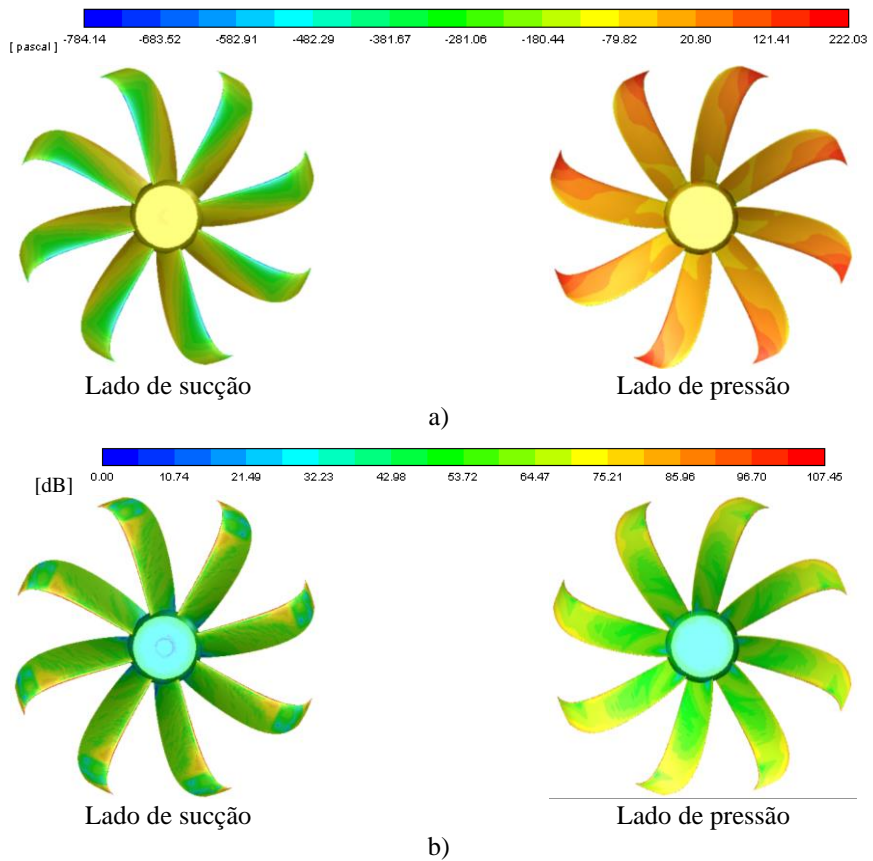 [ pascal ] -784.14 -683.52 -582.91 -482.29 -381.67 -281.06 -180.44 -79.82 20.80 121.41 222.03
Lado de sucção Lado de pressão
a)
[dB] 0.00 10.74 21.49 32.23 42.98 53.72 64.47 75.21 85.96 96.70 107.45
Lado de sucção Lado de pressão
b)